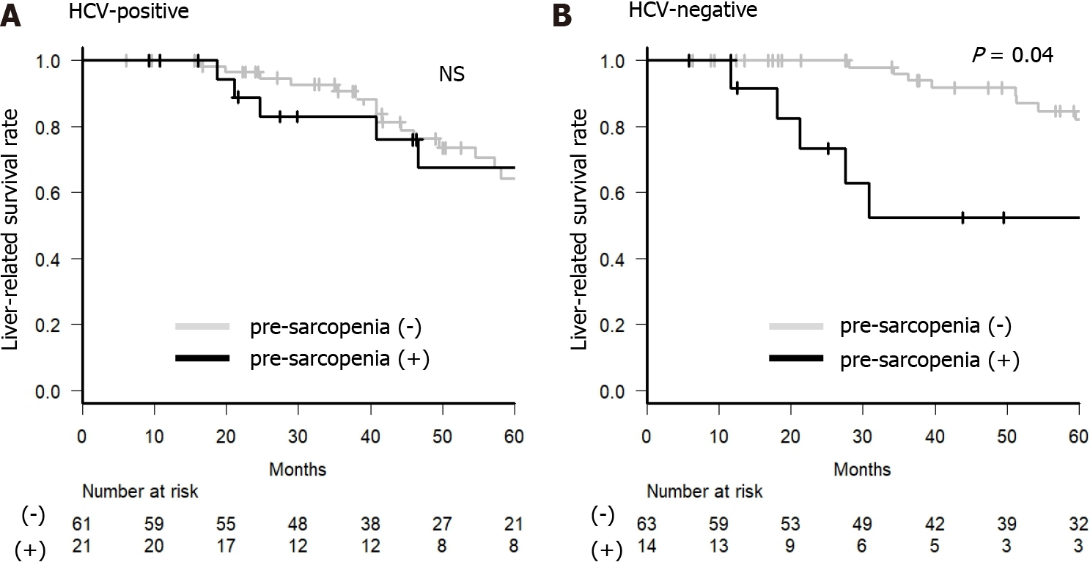 A
HCV-positive
Liver-related survival rate
1.0
0.8
0.6
0.4
0.2
0.0
NS
pre-sarcopenia (-)
pre-sarcopenia (+)
0 10 20 30 40 50 60
Months
Number at risk
(-) 61 59 55 48 38 27 21
(+) 21 20 17 12 12 8 8
B
HCV-negative
Liver-related survival rate
1.0
0.8
0.6
0.4
0.2
0.0
P = 0.04
pre-sarcopenia (-)
pre-sarcopenia (+)
0 10 20 30 40 50 60
Months
Number at risk
(-) 63 59 53 49 42 39 32
(+) 14 13 9 6 5 3 3